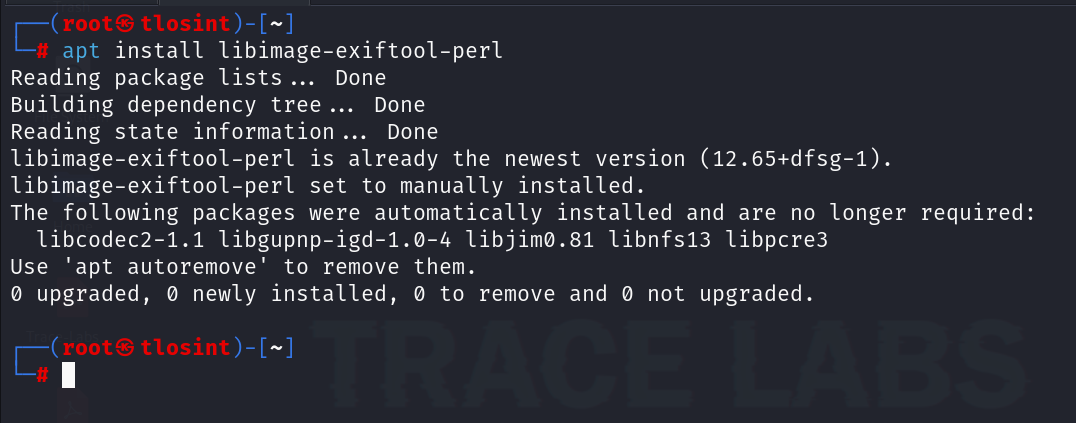 ┌──(root㉿tlosint)-[~]
└─# apt install libimage-exiftool-perl
Reading package lists... Done
Building dependency tree... Done
Reading state information... Done
libimage-exiftool-perl is already the newest version (12.65+dfsg-1).
libimage-exiftool-perl set to manually installed.
The following packages were automatically installed and are no longer required:
  libcodec2-1.1 libgupnp-igd-1.0-4 libjim0.81 libnfs13 libpcre3
Use 'apt autoremove' to remove them.
0 upgraded, 0 newly installed, 0 to remove and 0 not upgraded.
┌──(root㉿tlosint)-[~]
└─#
TRACE LABS